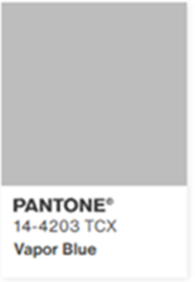 PANTONE®
14-4203 TCX
Vapor Blue